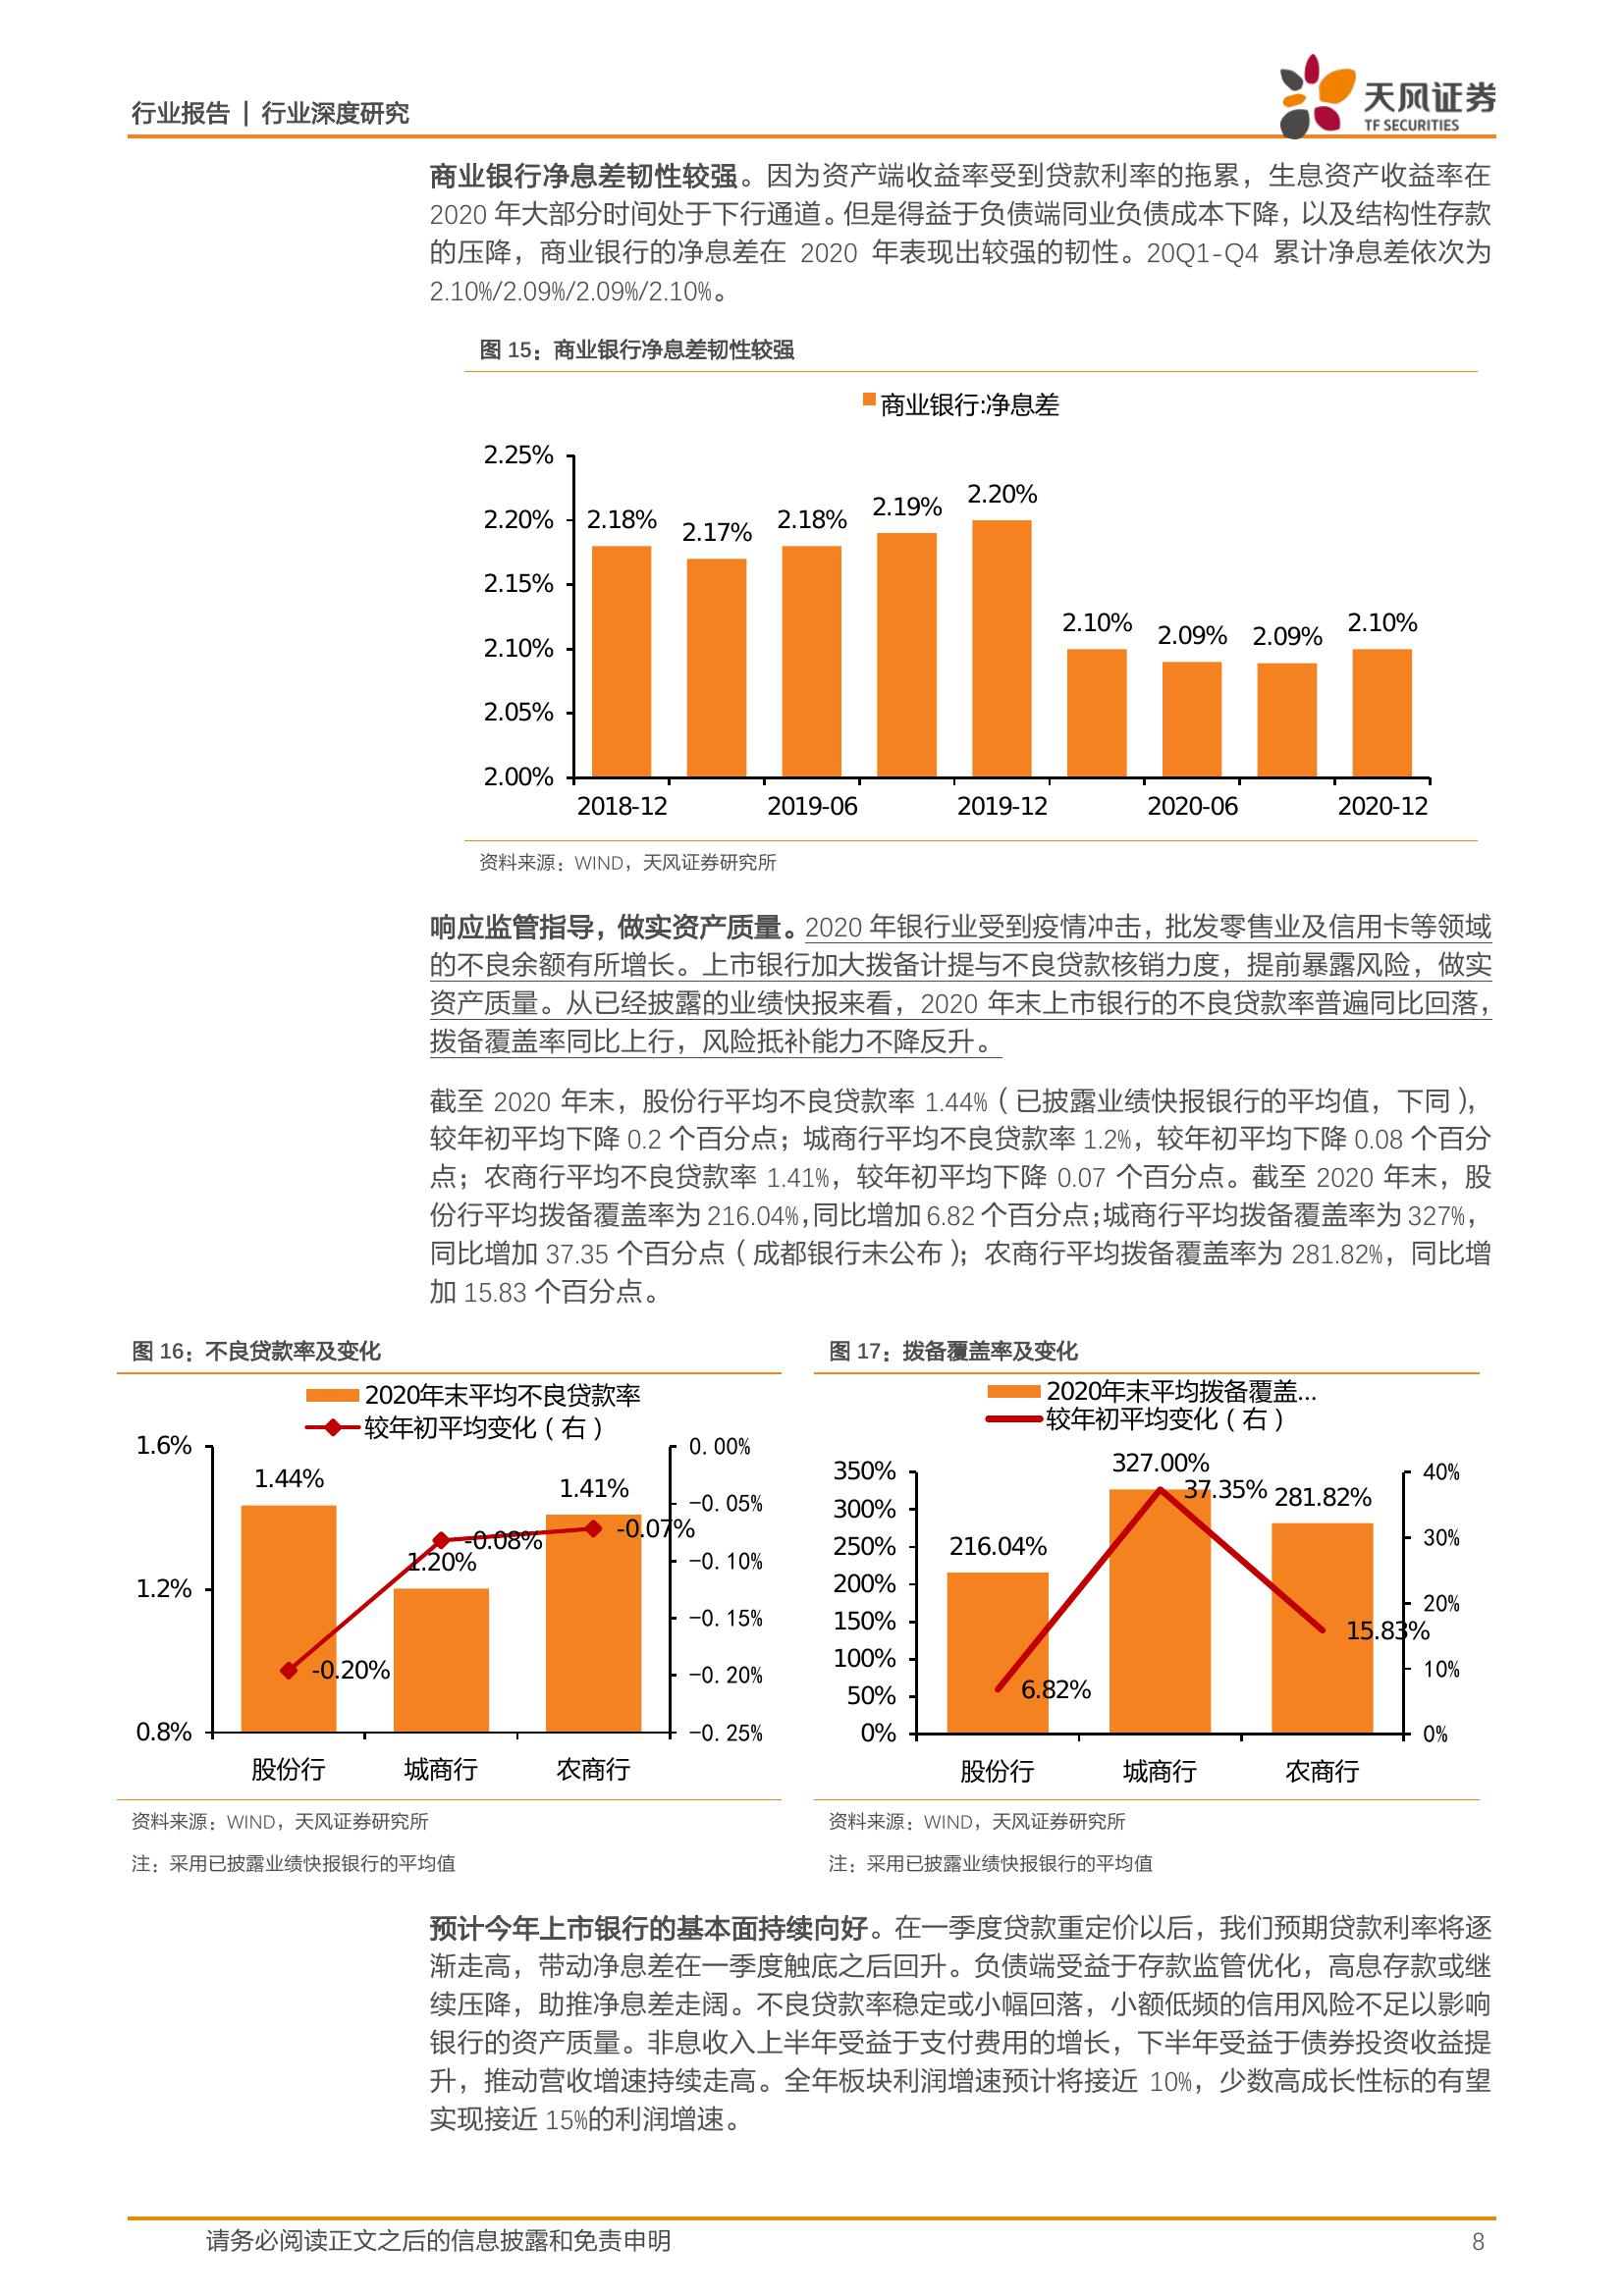 行业报告 | 行业深度研究
天风证券
TF SECURITIES
商业银行净息差韧性较强。因为资产端收益率受到贷款利率的拖累，生息资产收益率在
2020 年大部分时间处于下行通道。但是得益于负债端同业负债成本下降，以及结构性存款
的压降，商业银行的净息差在 2020 年表现出较强的韧性。20Q1-Q4 累计净息差依次为
2.10%/2.09%/2.09%/2.10%。
图 15：商业银行净息差韧性较强
商业银行:净息差
2.25%
2.20%
2.15%
2.10%
2.05%
2.00%
2.18%
2.17%
2.18%
2.19%
2.20%
2.10%
2.09%
2.09%
2.10%
2018-12
2019-06
2019-12
2020-06
2020-12
资料来源：WIND，天风证券研究所
响应监管指导，做实资产质量。2020 年银行业受到疫情冲击，批发零售业及信用卡等领域
的不良余额有所增长。上市银行加大拨备计提与不良贷款核销力度，提前暴露风险，做实
资产质量。从已经披露的业绩快报来看，2020 年末上市银行的不良贷款率普遍同比回落，
拨备覆盖率同比上行，风险抵补能力不降反升。
截至 2020 年末，股份行平均不良贷款率 1.44%（已披露业绩快报银行的平均值，下同），
较年初平均下降 0.2 个百分点；城商行平均不良贷款率 1.2%，较年初平均下降 0.08 个百分
点；农商行平均不良贷款率 1.41%，较年初平均下降 0.07 个百分点。截至 2020 年末，股
份行平均拨备覆盖率为 216.04%，同比增加 6.82 个百分点；城商行平均拨备覆盖率为 327%，
同比增加 37.35 个百分点（成都银行未公布）；农商行平均拨备覆盖率为 281.82%，同比增
加 15.83 个百分点。
图 16：不良贷款率及变化
2020年末平均不良贷款率
较年初平均变化（右）
1.6%
1.2%
0.8%
1.44%
1.20%
1.41%
-0.20%
-0.08%
-0.07%
0.00%
-0.05%
-0.10%
-0.15%
-0.20%
-0.25%
股份行
城商行
农商行
资料来源：WIND，天风证券研究所
注：采用已披露业绩快报银行的平均值
图 17：拨备覆盖率及变化
2020年末平均拨备覆盖...
较年初平均变化（右）
350%
300%
250%
200%
150%
100%
50%
0%
216.04%
327.00%
281.82%
6.82%
37.35%
15.83%
40%
30%
20%
10%
0%
股份行
城商行
农商行
资料来源：WIND，天风证券研究所
注：采用已披露业绩快报银行的平均值
预计今年上市银行的基本面持续向好。在一季度贷款重定价以后，我们预期贷款利率将逐
渐走高，带动净息差在一季度触底之后回升。负债端受益于存款监管优化，高息存款或继
续压降，助推净息差走阔。不良贷款率稳定或小幅回落，小额低频的信用风险不足以影响
银行的资产质量。非息收入上半年受益于支付费用的增长，下半年受益于债券投资收益提
升，推动营收增速持续走高。全年板块利润增速预计将接近 10%，少数高成长性标的有望
实现接近 15%的利润增速。
请务必阅读正文之后的信息披露和免责申明
8